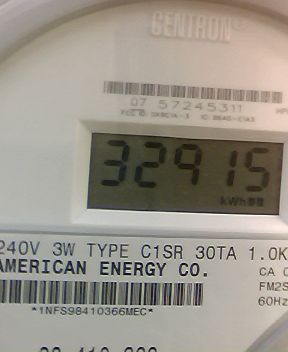 CENTRON
07 57245311
32915
kWh
240V 3W TYPE C1SR 30TA 1.0K
AMERICAN ENERGY CO.
CA 0
FM2S
60Hz
*1NFS98410366MEC*